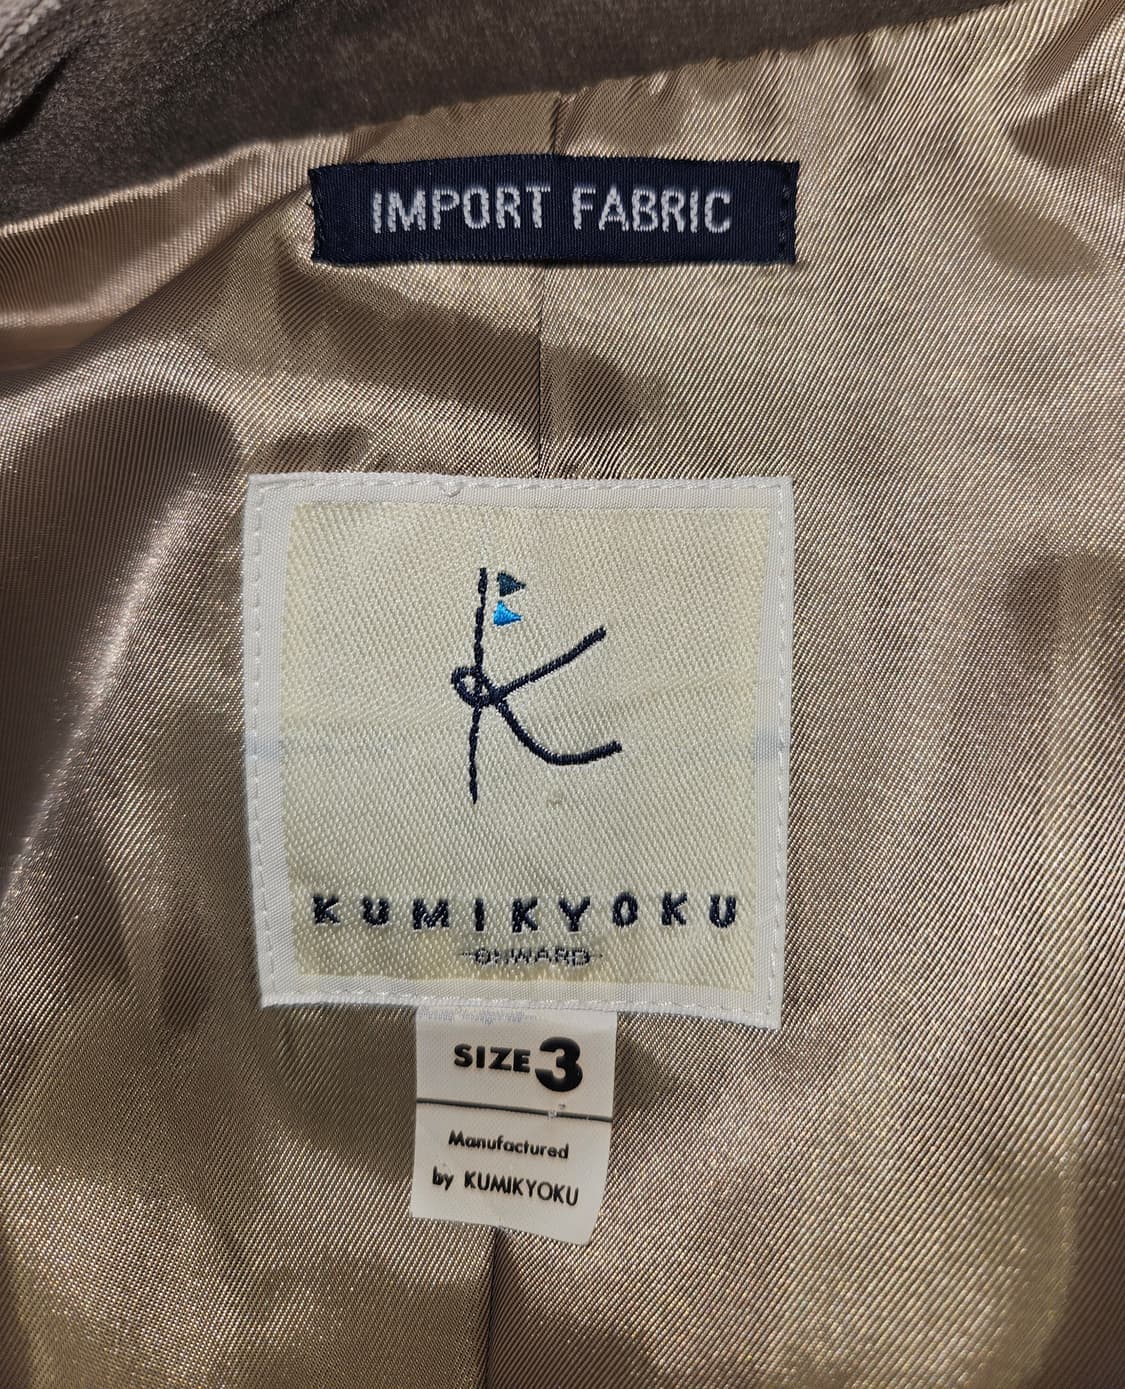 IMPORT FABRIC
K
KUMIKYOKU
ONWARD
SIZE 3
Manufactured
by KUMIKYOKU